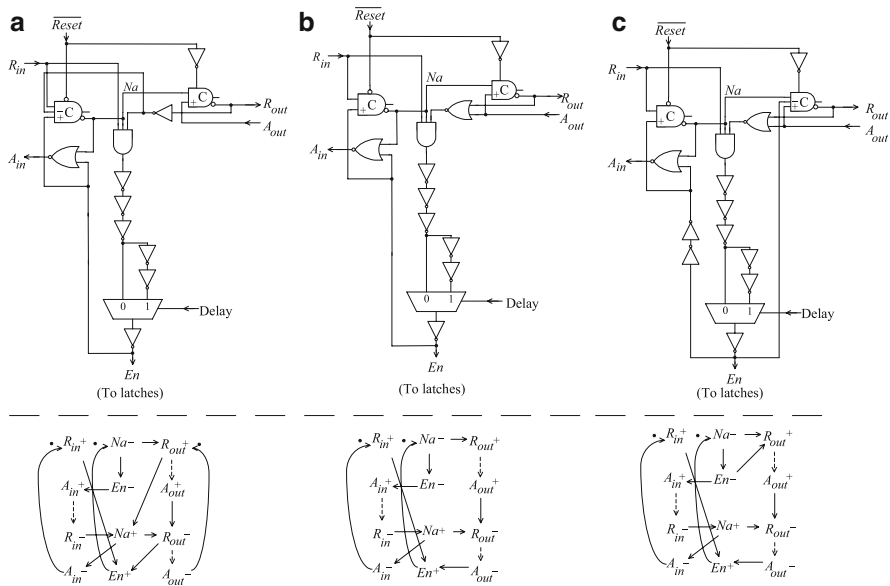 a
b
c
Reset
Reset
Reset
R_in
Na
C
+
−
C
+
R_out
A_out
A_in
0 1
Delay
En
(To latches)
R_in
Na
C
+
C
+
R_out
A_out
A_in
0 1
Delay
En
(To latches)
R_in
Na
C
+
C
−
+
R_out
A_out
A_in
0 1
Delay
En
(To latches)
R_in+ Na− R_out+
A_in+ En− A_out+
R_in− Na+ R_out−
A_in− En+ A_out−
R_in+ Na− R_out+
A_in+ En− A_out+
R_in− Na+ R_out−
A_in− En+ A_out−
R_in+ Na− R_out+
A_in+ En− A_out+
R_in− Na+ R_out−
A_in− En+ A_out−